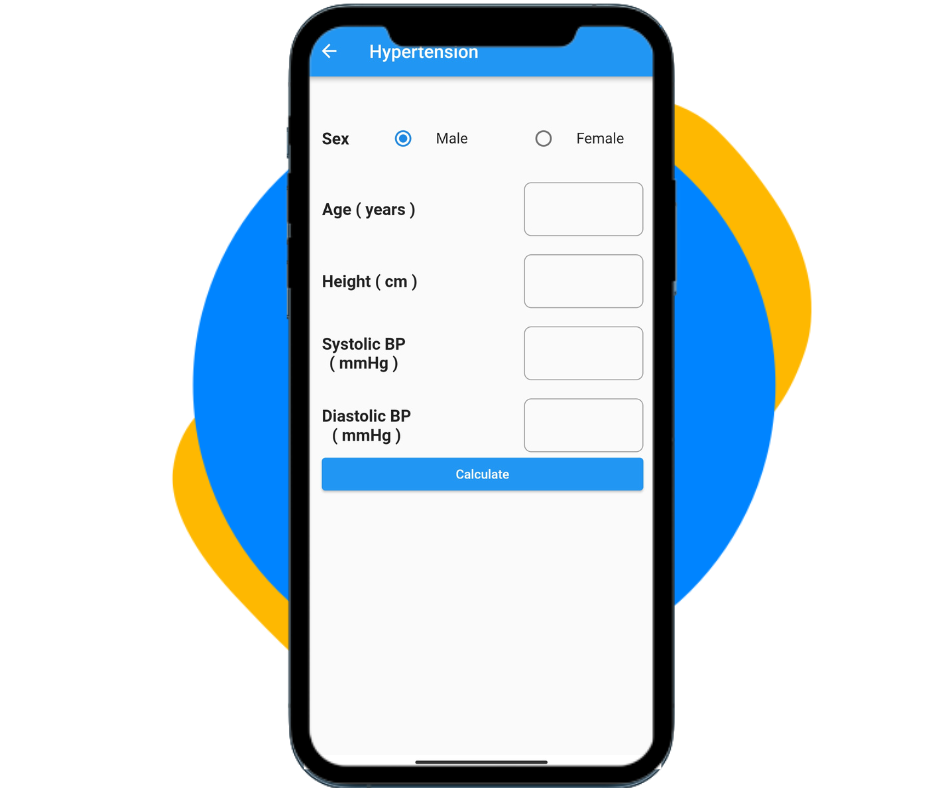 Hypertension
Sex Male Female
Age ( years )
Height ( cm )
Systolic BP
( mmHg )
Diastolic BP
( mmHg )
Calculate